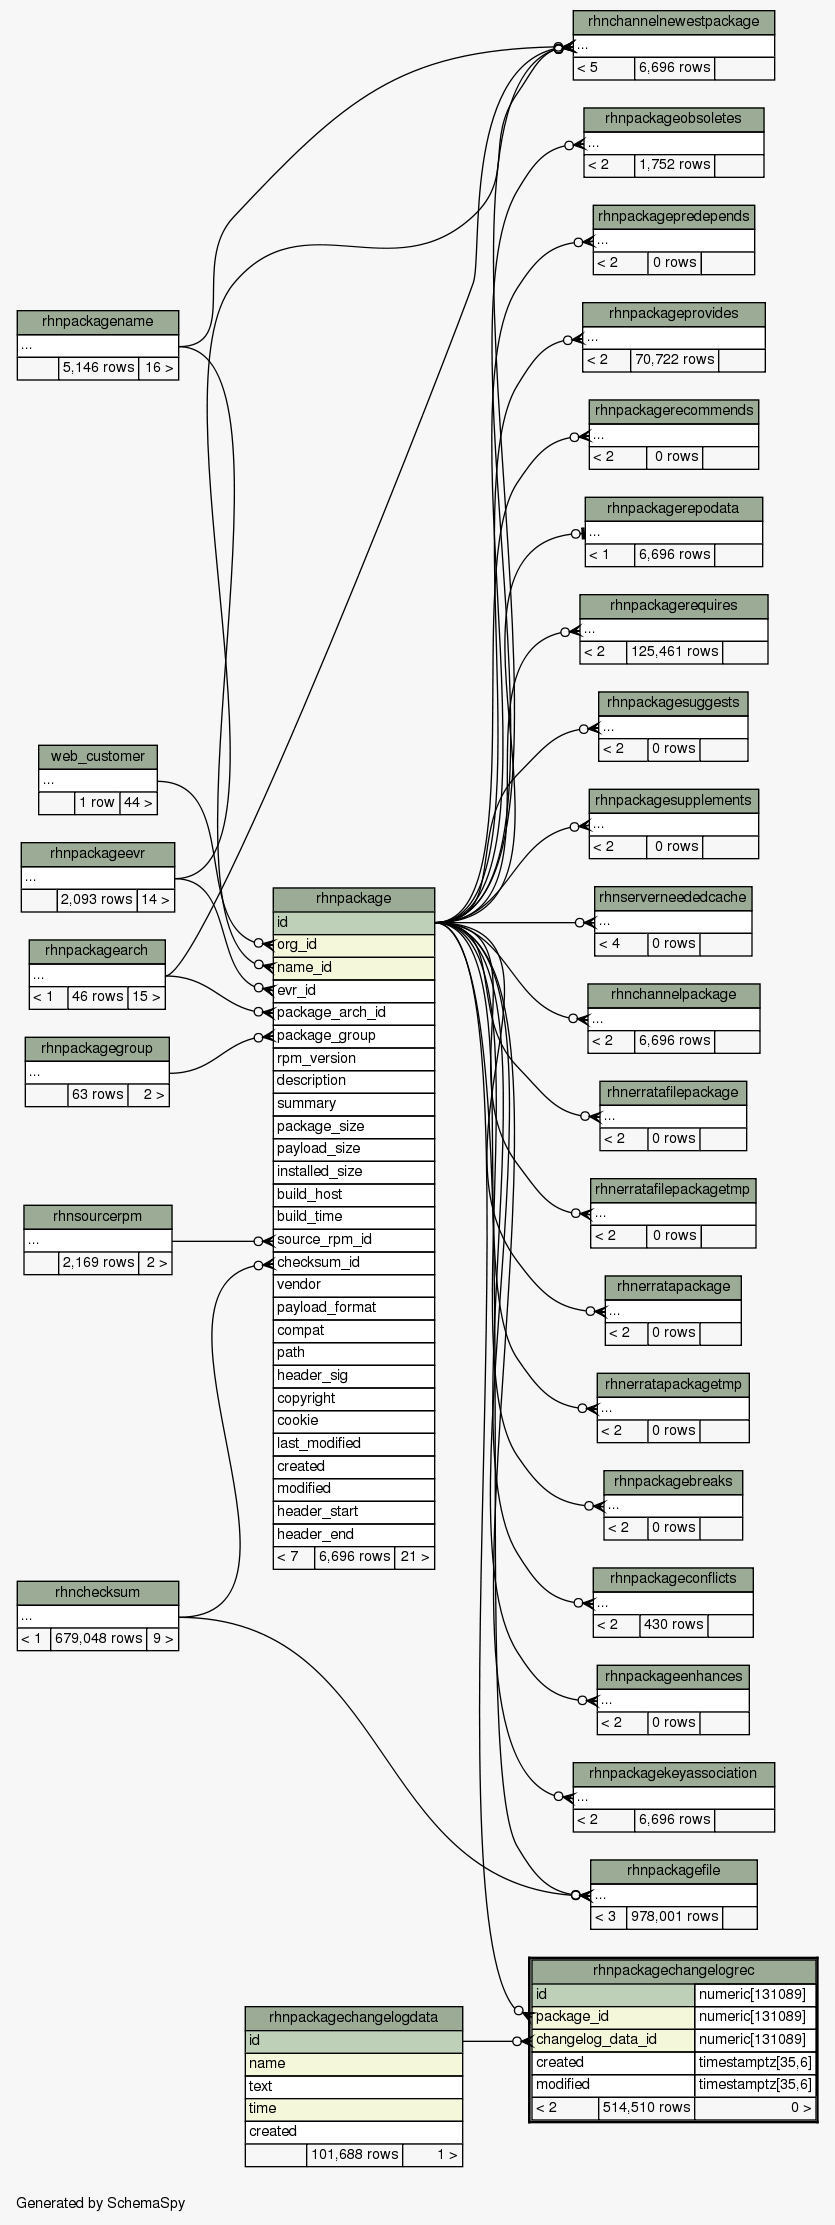 rhnchannelnewestpackage
...
< 5 6,696 rows
rhnpackageobsoletes
...
< 2 1,752 rows
rhnpackagepredepends
...
< 2 0 rows
rhnpackageprovides
...
< 2 70,722 rows
rhnpackagename
...
5,146 rows 16 >
rhnpackagerecommends
...
< 2 0 rows
rhnpackagerepodata
...
< 1 6,696 rows
rhnpackagerequires
...
< 2 125,461 rows
rhnpackagesuggests
...
< 2 0 rows
web_customer
...
1 row 44 >
rhnpackagesupplements
...
< 2 0 rows
rhnpackageevr
...
2,093 rows 14 >
rhnpackagearch
...
< 1 46 rows 15 >
rhnpackagegroup
...
63 rows 2 >
rhnsourcerpm
...
2,169 rows 2 >
rhnchecksum
...
< 1 679,048 rows 9 >
rhnpackage
id
org_id
name_id
evr_id
package_arch_id
package_group
rpm_version
description
summary
package_size
payload_size
installed_size
build_host
build_time
source_rpm_id
checksum_id
vendor
payload_format
compat
path
header_sig
copyright
cookie
last_modified
created
modified
header_start
header_end
< 7 6,696 rows 21 >
rhnserverneededcache
...
< 4 0 rows
rhnchannelpackage
...
< 2 6,696 rows
rhnerratafilepackage
...
< 2 0 rows
rhnerratafilepackagetmp
...
< 2 0 rows
rhnerratapackage
...
< 2 0 rows
rhnerratapackagetmp
...
< 2 0 rows
rhnpackagebreaks
...
< 2 0 rows
rhnpackageconflicts
...
< 2 430 rows
rhnpackageenhances
...
< 2 0 rows
rhnpackagekeyassociation
...
< 2 6,696 rows
rhnpackagefile
...
< 3 978,001 rows
rhnpackagechangelogrec
id numeric[131089]
package_id numeric[131089]
changelog_data_id numeric[131089]
created timestamptz[35,6]
modified timestamptz[35,6]
< 2 514,510 rows 0 >
rhnpackagechangelogdata
id
name
text
time
created
101,688 rows 1 >
Generated by SchemaSpy